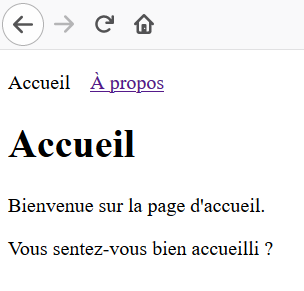 Accueil À propos
Accueil
Bienvenue sur la page d'accueil.
Vous sentez-vous bien accueilli ?